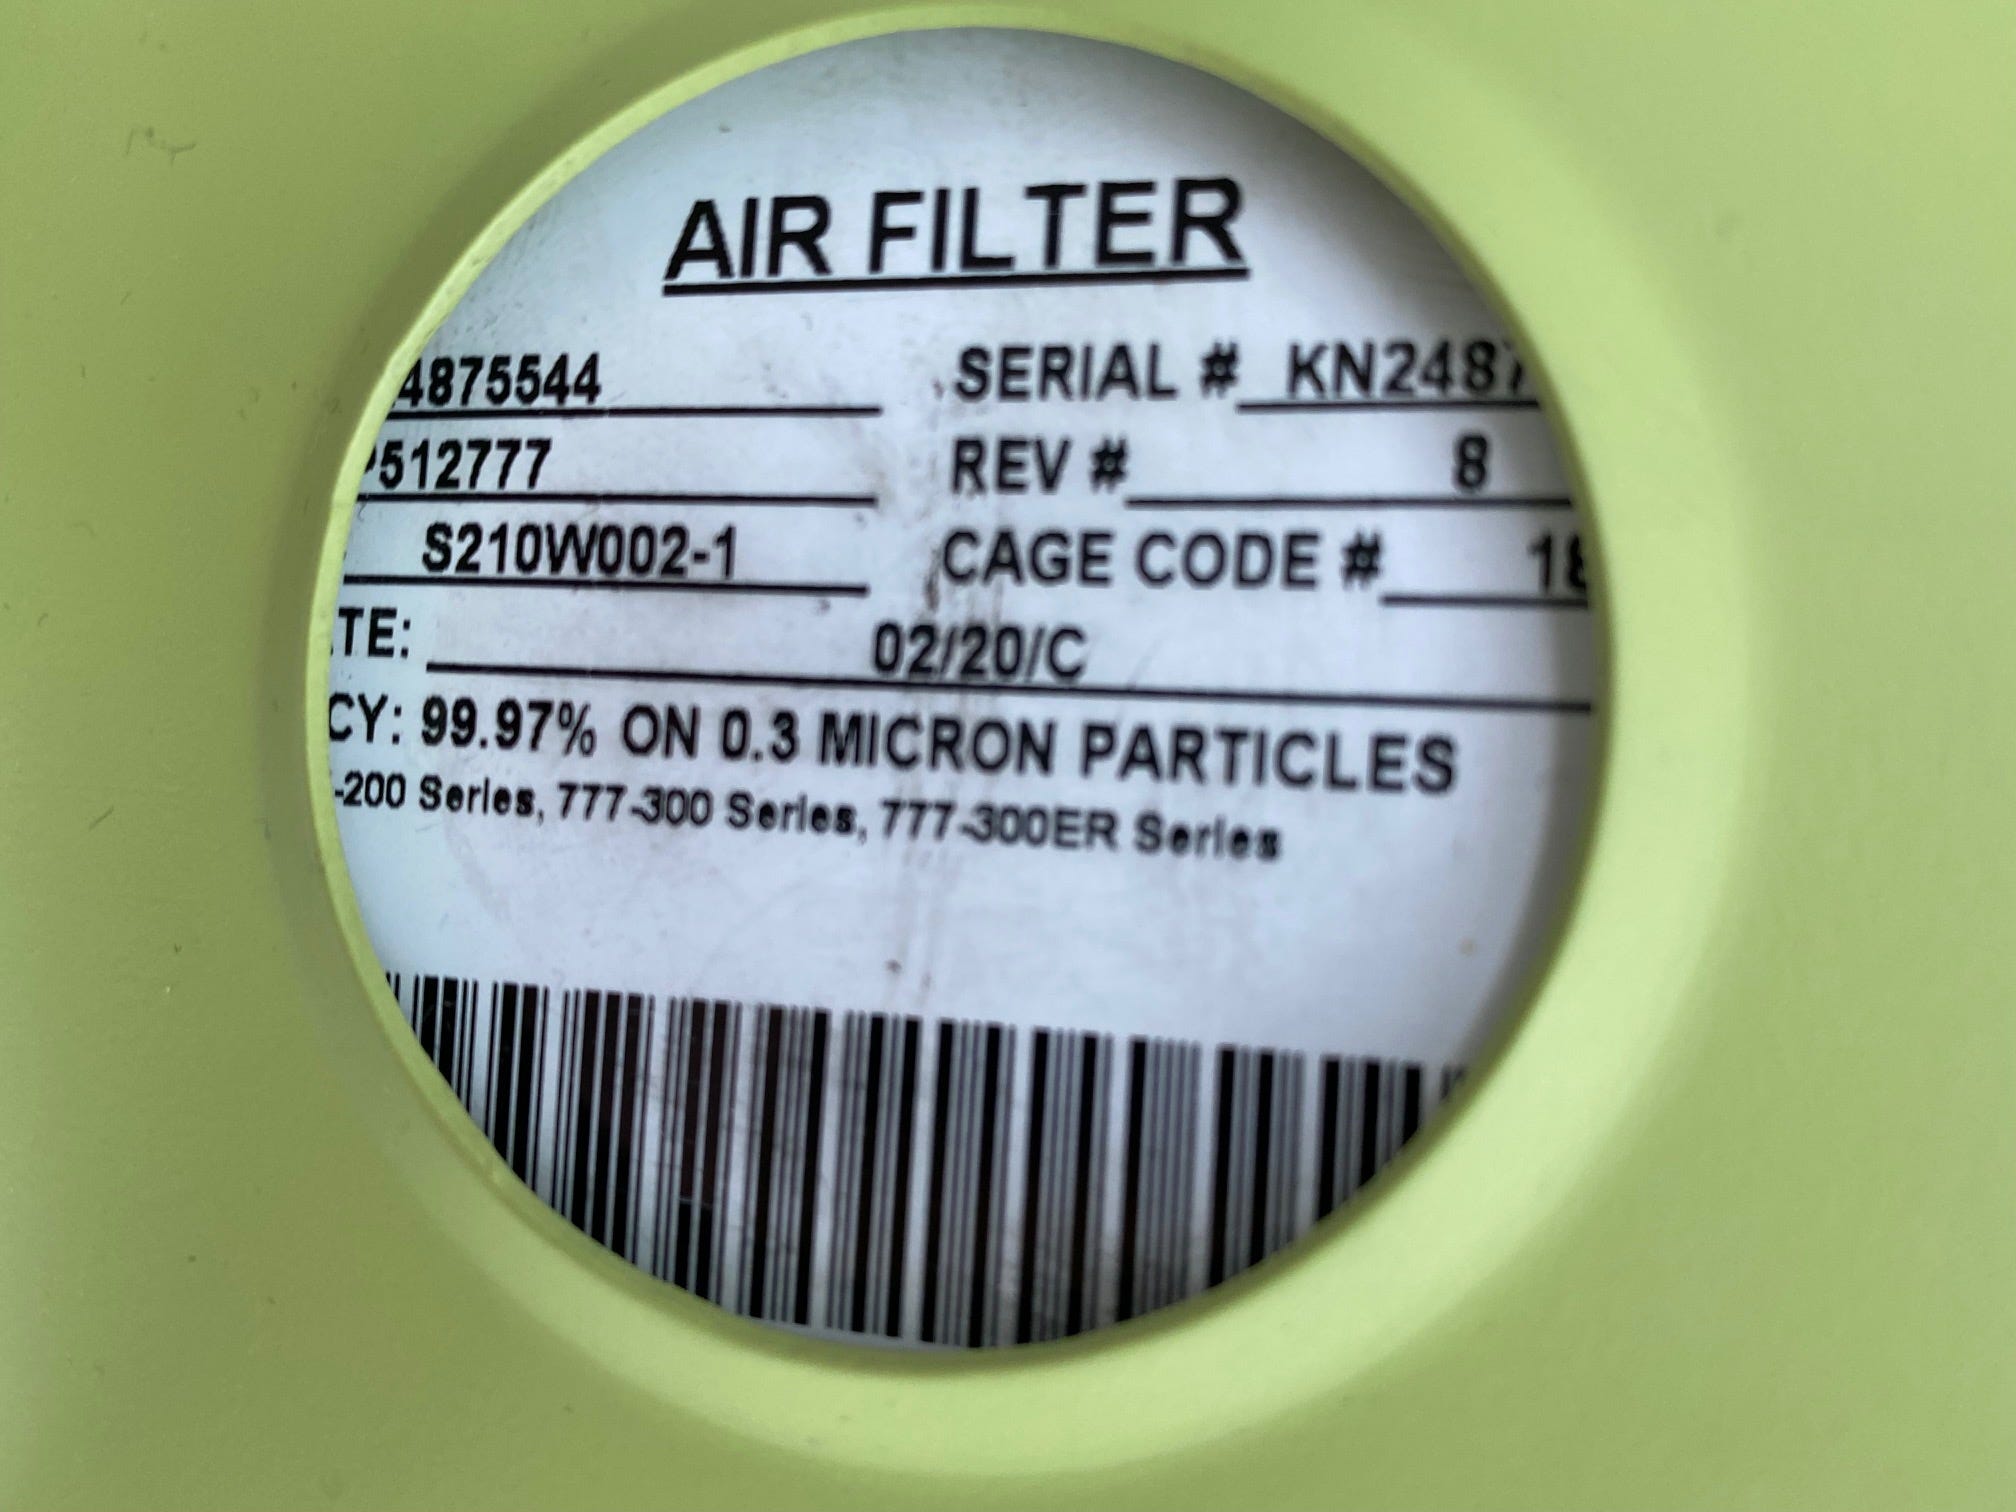 AIR FILTER
4875544 SERIAL # KN2487
P512777 REV # 8
S210W002-1 CAGE CODE # 18
TE: 02/20/C
CY: 99.97% ON 0.3 MICRON PARTICLES
-200 Series, 777-300 Series, 777-300ER Series